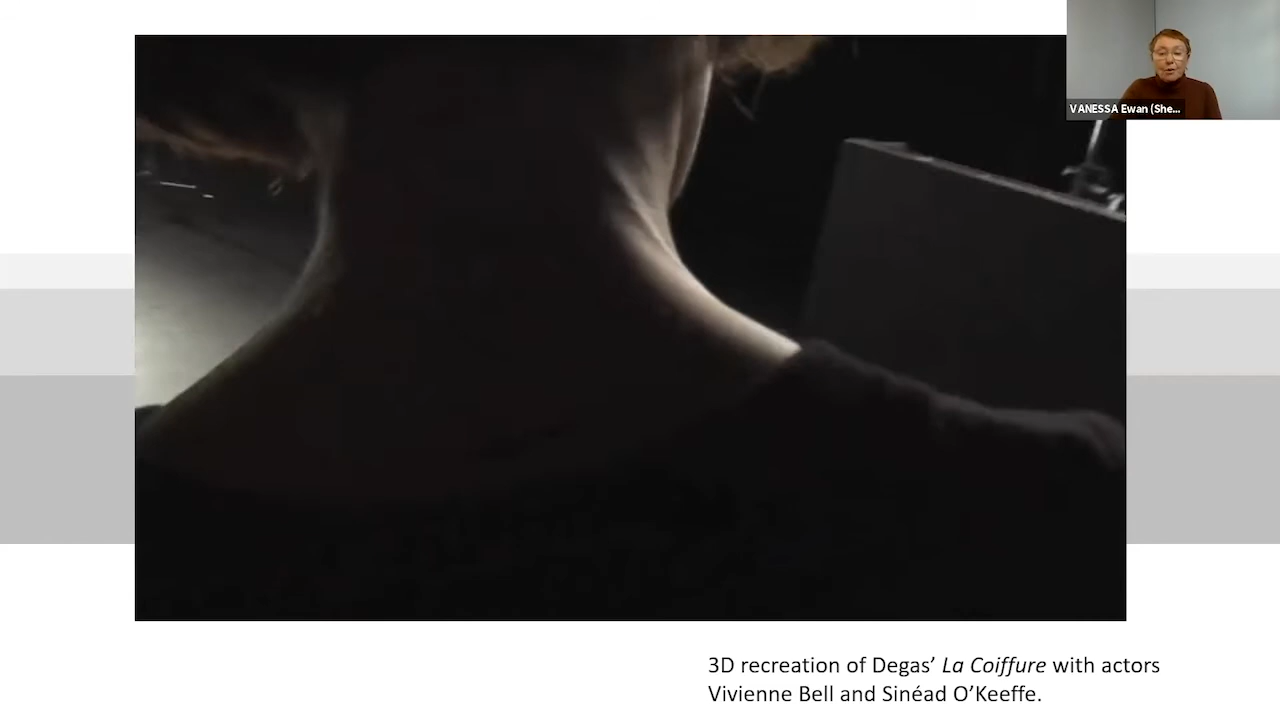 VANESSA Ewan (She...
3D recreation of Degas’ La Coiffure with actors
Vivienne Bell and Sinéad O’Keeffe.